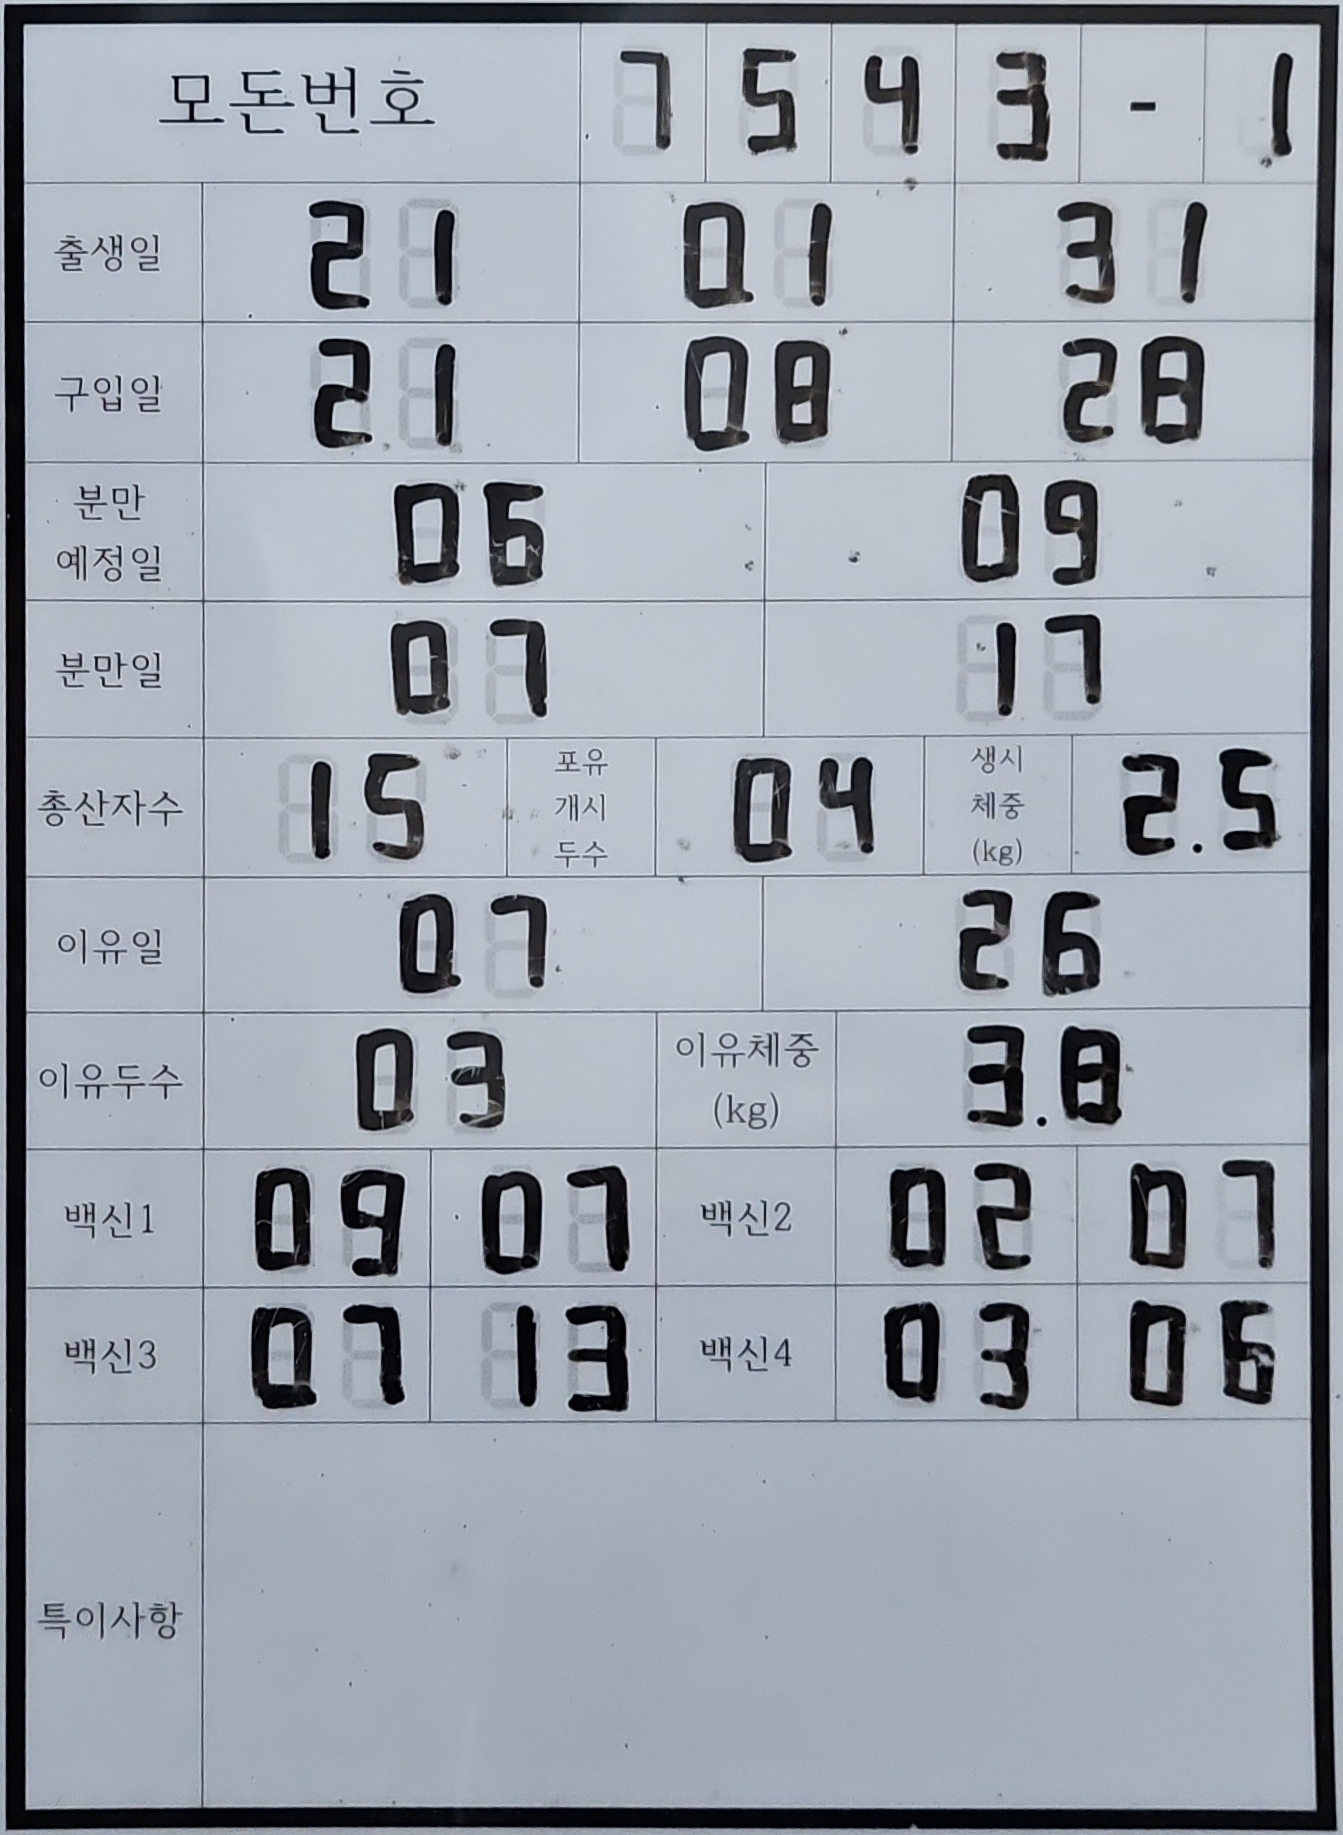 모돈번호 7 5 4 3 - 1
출생일 21 01 31
구입일 21 08 28
분만 예정일 06 09
분만일 07 17
총산자수 15 포유 개시 두수 04 생시 체중 (kg) 2.5
이유일 07 26
이유두수 03 이유체중 (kg) 3.8
백신1 09 07 백신2 02 07
백신3 07 13 백신4 03 06
특이사항